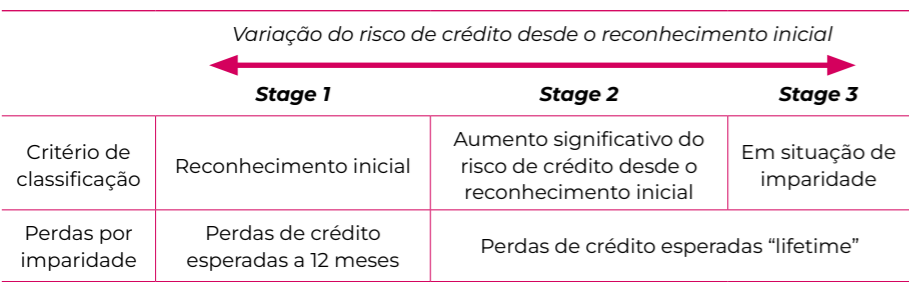 Variação do risco de crédito desde o reconhecimento inicial
Stage 1 Stage 2 Stage 3
Critério de
classificação
Reconhecimento inicial
Aumento significativo do
risco de crédito desde o
reconhecimento inicial
Em situação de
imparidade
Perdas por
imparidade
Perdas de crédito
esperadas a 12 meses
Perdas de crédito esperadas “lifetime”